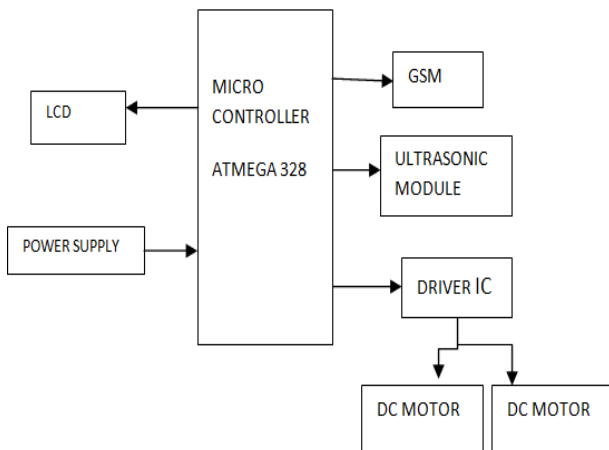 MICRO
CONTROLLER
ATMEGA 328
LCD
POWER SUPPLY
GSM
ULTRASONIC
MODULE
DRIVER IC
DC MOTOR
DC MOTOR